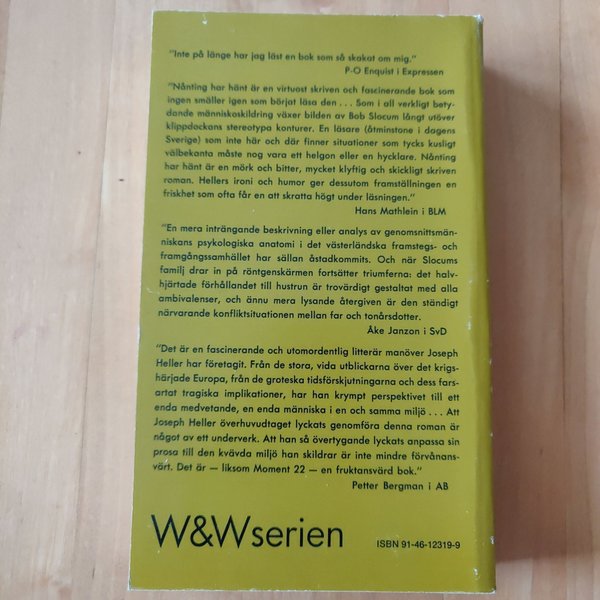 "Inte på länge har jag läst en bok som så skakat om mig."
P-O Enquist i Expressen
"Nånting har hänt är en virtuost skriven och fascinerande bok som
ingen smäller igen som börjat läsa den . . . Som i all verkligt bety-
dande människoskildring växer bilden av Bob Slocum långt utöver
klippdockans stereotypa konturer. En läsare (åtminstone i dagens
Sverige) som inte här och där finner situationer som tycks kusligt
välbekanta måste nog vara ett helgon eller en hycklare. Nånting
har hänt är en mörk och bitter, mycket klyftig och skickligt skriven
roman. Hellers ironi och humor ger dessutom framställningen en
friskhet som ofta får en att skratta högt under läsningen."
Hans Mathlein i BLM
"En mera inträngande beskrivning eller analys av genomsnittsmän-
niskans psykologiska anatomi i det västerländska framstegs- och
framgångssamhället har sällan åstadkommits. Och när Slocums
familj drar in på röntgenskärmen fortsätter triumferna: det halv-
hjärtade förhållandet till hustrun är trovärdigt gestaltat med alla
ambivalenser, och ännu mera lysande återgiven är den ständigt
närvarande konfliktsituationen mellan far och tonårsdotter.
Åke Janzon i SvD
"Det är en fascinerande och utomordentlig litterär manöver Joseph
Heller har företagit. Från de stora, vida utblickarna över det krigs-
härjade Europa, från de groteska tidsförskjutningarna och dess fars-
artat tragiska implikationer, har han krympt perspektivet till ett
enda medvetande, en enda människa i en och samma miljö . . . Att
Joseph Heller överhuvudtaget lyckats genomföra denna roman är
något av ett underverk. Att han så övertygande lyckats anpassa sin
prosa till den kvävda miljö han skildrar är inte mindre förvånans-
värt. Det är — liksom Moment 22 — en fruktansvärd bok."
Petter Bergman i AB
W&Wserien
ISBN 91-46-12319-9